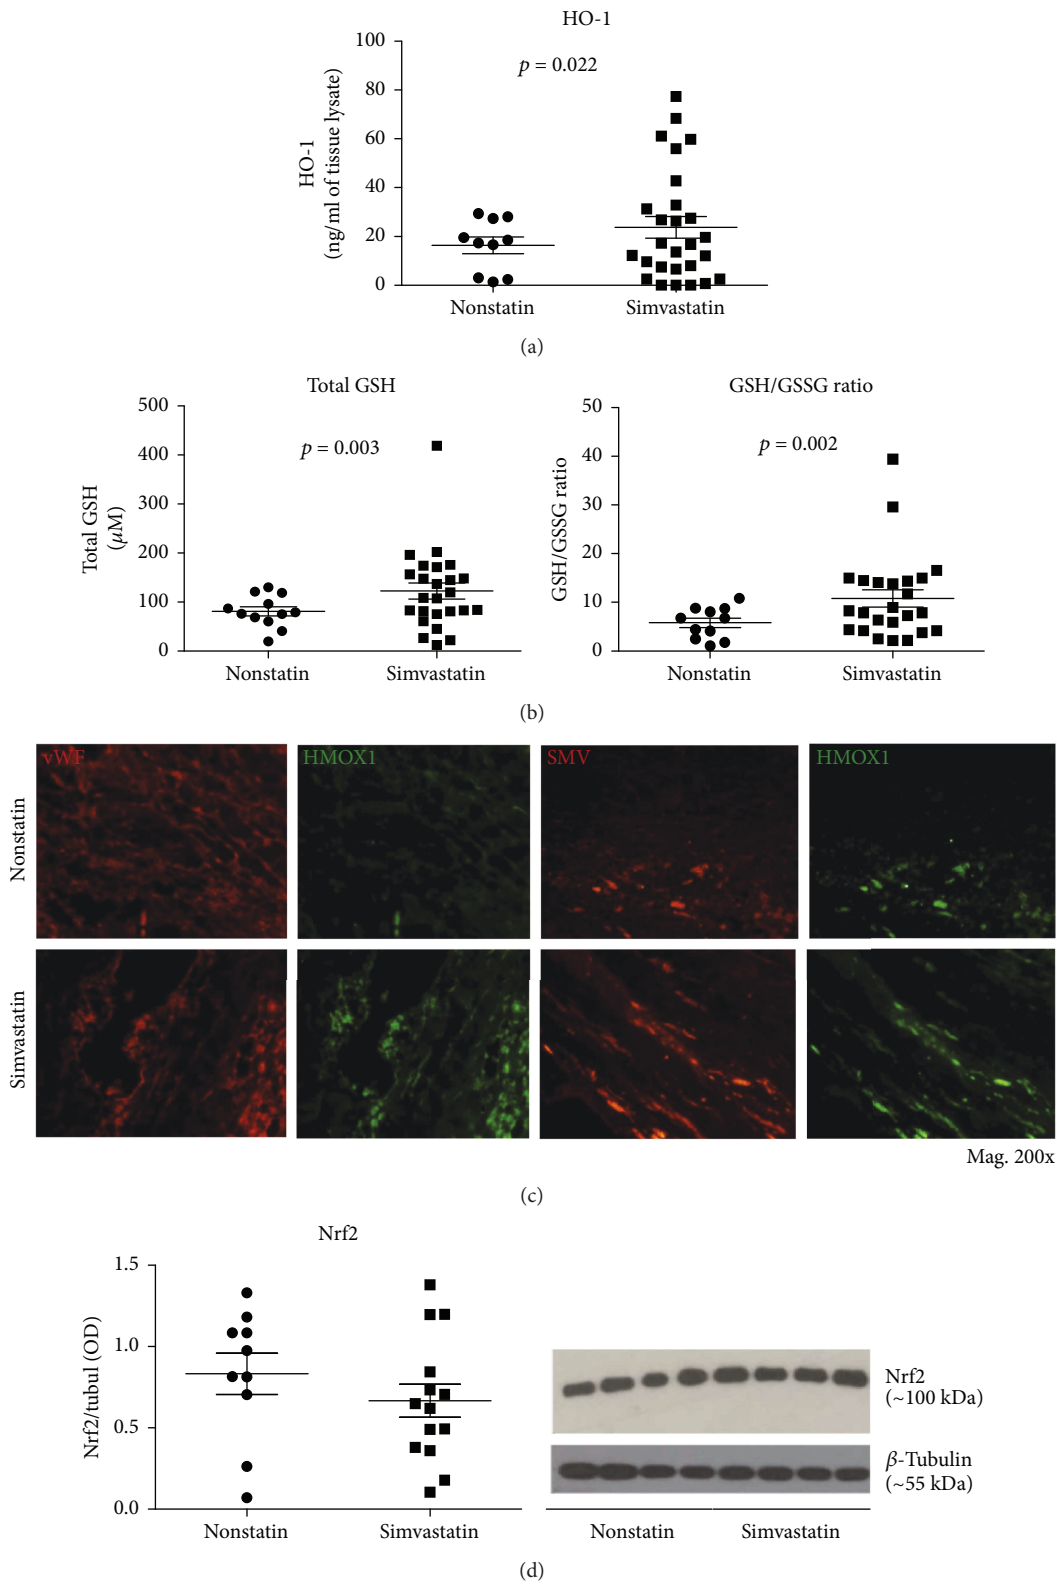 HO-1
100
80
60
40
20
0
HO-1
(ng/ml of tissue lysate)
p = 0.022
Nonstatin
Simvastatin
(a)
Total GSH
500
400
300
200
100
0
Total GSH
(μM)
p = 0.003
Nonstatin
Simvastatin
GSH/GSSG ratio
50
40
30
20
10
0
GSH/GSSG ratio
p = 0.002
Nonstatin
Simvastatin
(b)
vWF
HMOX1
SMV
HMOX1
Nonstatin
Simvastatin
Mag. 200x
(c)
Nrf2
1.5
1.0
0.5
0.0
Nrf2/tubul (OD)
Nonstatin
Simvastatin
Nrf2
(~100 kDa)
β-Tubulin
(~55 kDa)
Nonstatin
Simvastatin
(d)